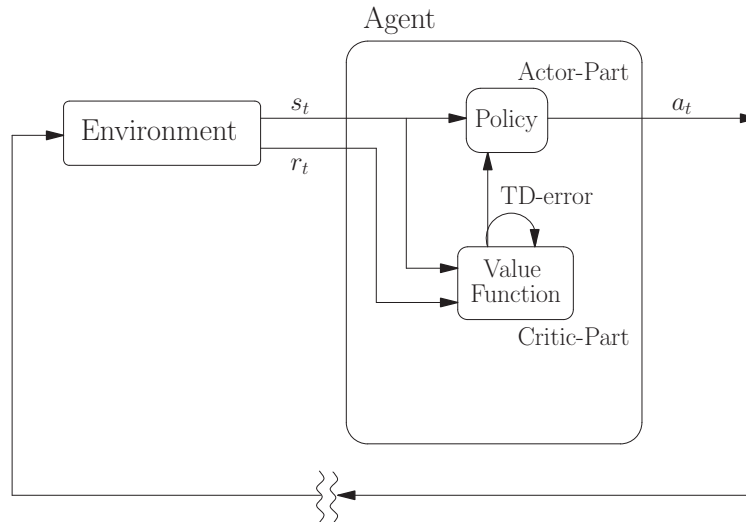 Agent
Actor-Part
s_t
a_t
Policy
Environment
r_t
TD-error
Value
Function
Critic-Part